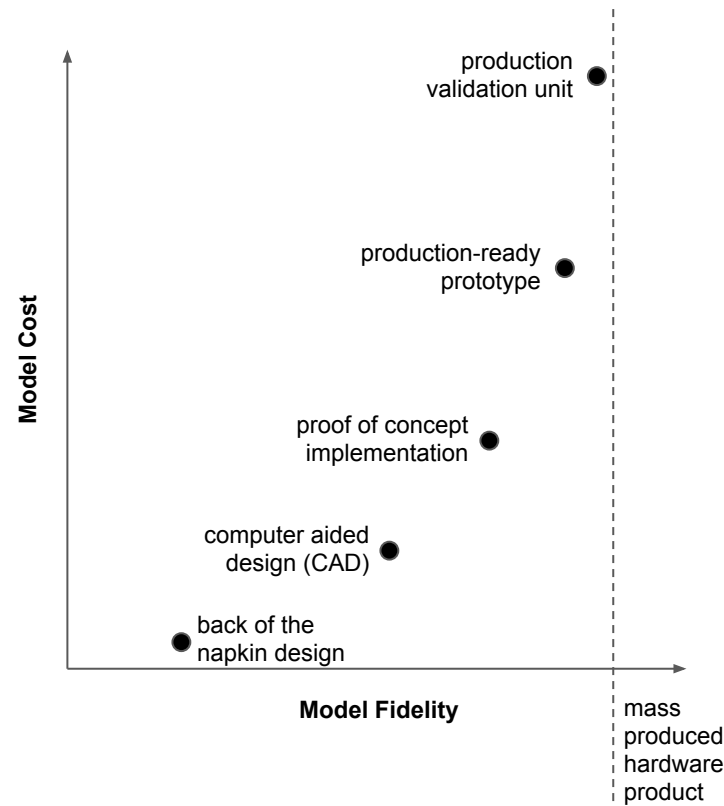 production
validation unit
production-ready
prototype
Model Cost
proof of concept
implementation
computer aided
design (CAD)
back of the
napkin design
Model Fidelity
mass
produced
hardware
product